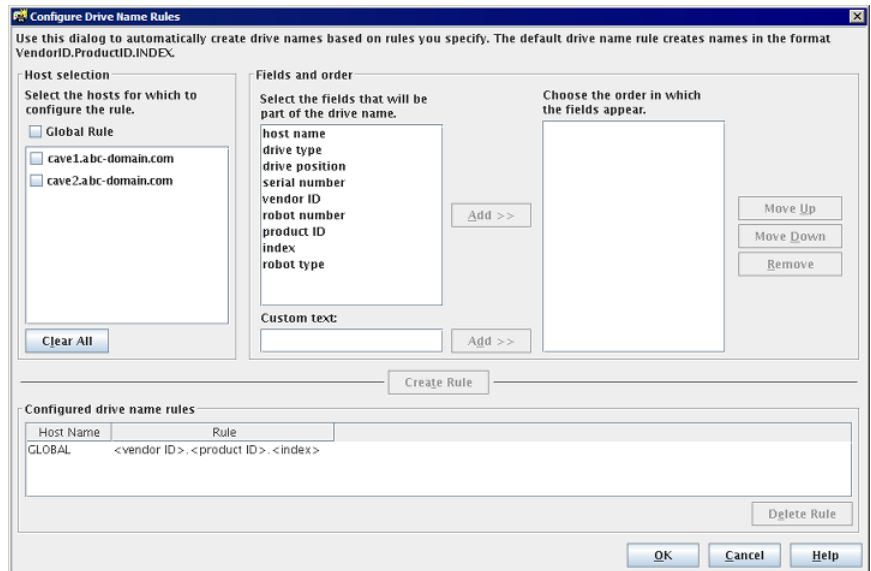 Configure Drive Name Rules
Use this dialog to automatically create drive names based on rules you specify. The default drive name rule creates names in the format
VendorID.ProductID.INDEX.
Host selection
Select the hosts for which to
configure the rule.
Global Rule
cave1.abc-domain.com
cave2.abc-domain.com
Clear All
Fields and order
Select the fields that will be
part of the drive name.
host name
drive type
drive position
serial number
vendor ID
robot number
product ID
index
robot type
Add >>
Custom text:
Add >>
Choose the order in which
the fields appear.
Move Up
Move Down
Remove
Create Rule
Configured drive name rules
Host Name Rule
GLOBAL <vendor ID>.<product ID>.<index>
Delete Rule
OK Cancel Help